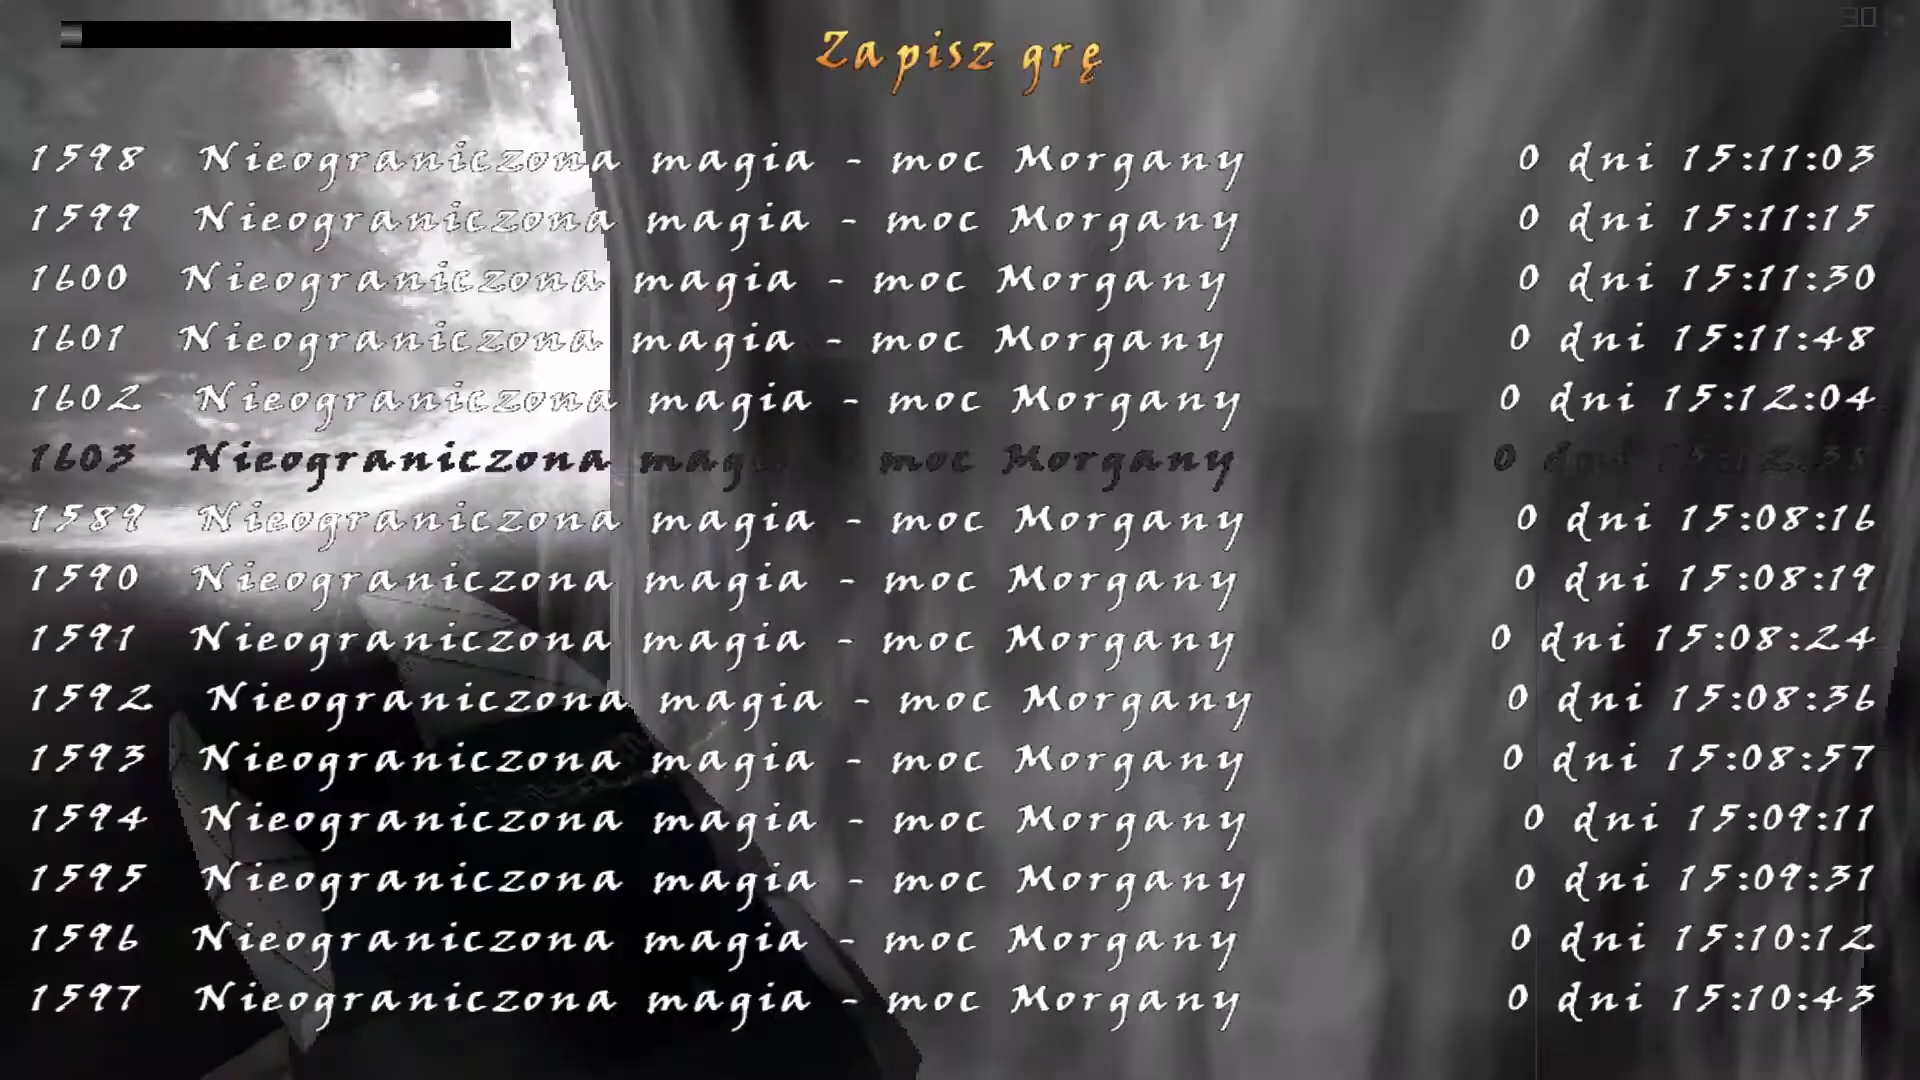 30
Zapisz grę
1598 Nieograniczona magia - moc Morgany 0 dni 15:11:03
1599 Nieograniczona magia - moc Morgany 0 dni 15:11:15
1600 Nieograniczona magia - moc Morgany 0 dni 15:11:30
1601 Nieograniczona magia - moc Morgany 0 dni 15:11:48
1602 Nieograniczona magia - moc Morgany 0 dni 15:12:04
1603 Nieograniczona magia - moc Morgany 0 dni 15:12:38
1589 Nieograniczona magia - moc Morgany 0 dni 15:08:16
1590 Nieograniczona magia - moc Morgany 0 dni 15:08:19
1591 Nieograniczona magia - moc Morgany 0 dni 15:08:24
1592 Nieograniczona magia - moc Morgany 0 dni 15:08:36
1593 Nieograniczona magia - moc Morgany 0 dni 15:08:57
1594 Nieograniczona magia - moc Morgany 0 dni 15:09:11
1595 Nieograniczona magia - moc Morgany 0 dni 15:09:31
1596 Nieograniczona magia - moc Morgany 0 dni 15:10:12
1597 Nieograniczona magia - moc Morgany 0 dni 15:10:43